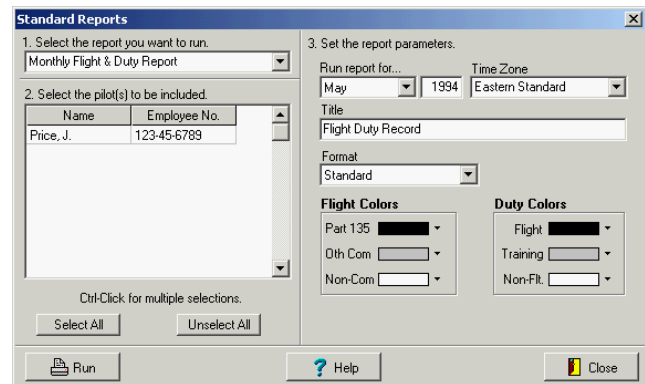 Standard Reports
1. Select the report you want to run.
Monthly Flight & Duty Report
2. Select the pilot(s) to be included.
Name Employee No.
Price, J. 123-45-6789
Ctrl-Click for multiple selections.
Select All Unselect All
3. Set the report parameters.
Run report for... Time Zone
May 1994 Eastern Standard
Title
Flight Duty Record
Format
Standard
Flight Colors Duty Colors
Part 135 Flight
Oth Com Training
Non-Com Non-Flt.
Run ? Help Close